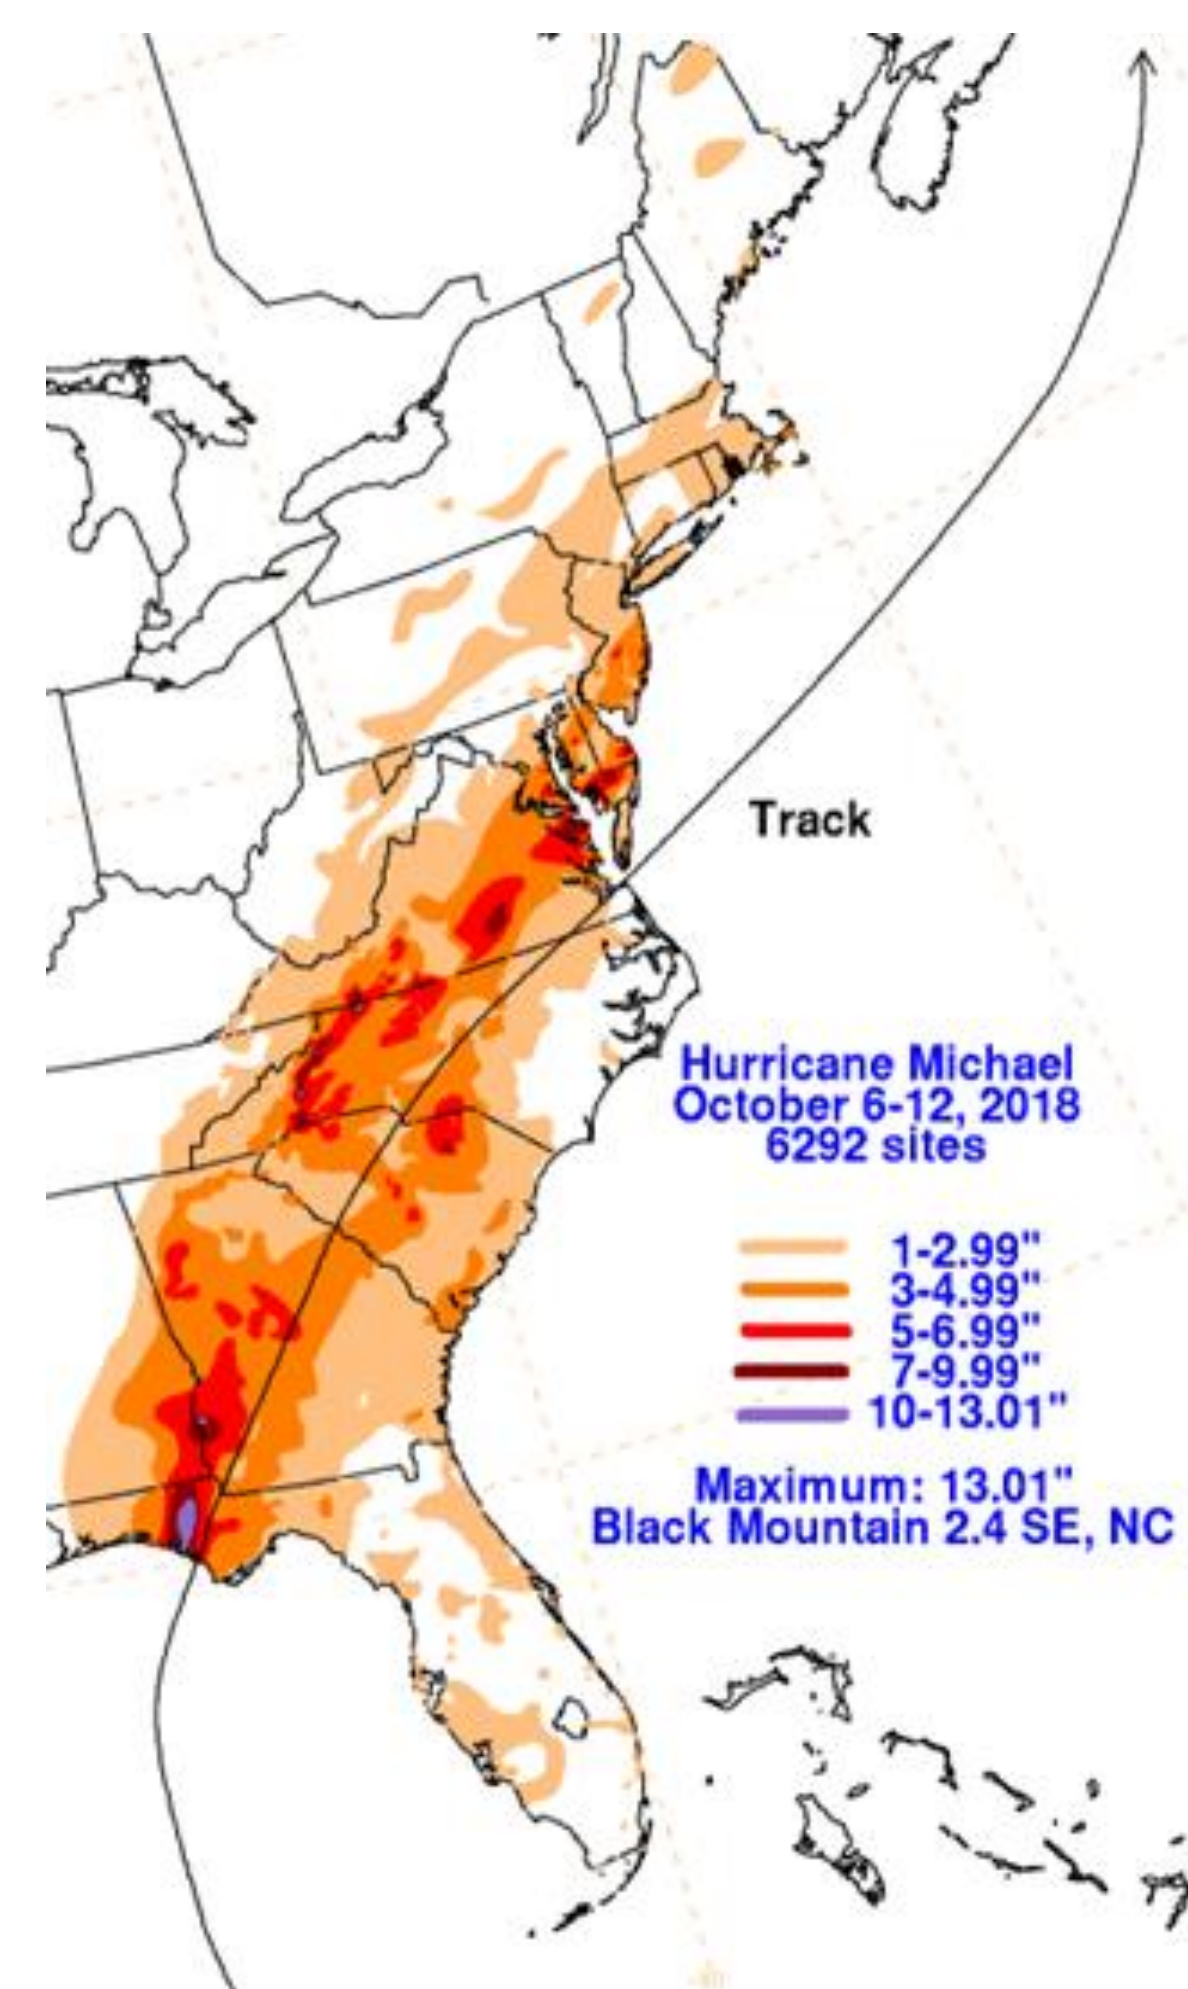 Track
Hurricane Michael
October 6-12, 2018
6292 sites
1-2.99"
3-4.99"
5-6.99"
7-9.99"
10-13.01"
Maximum: 13.01"
Black Mountain 2.4 SE, NC